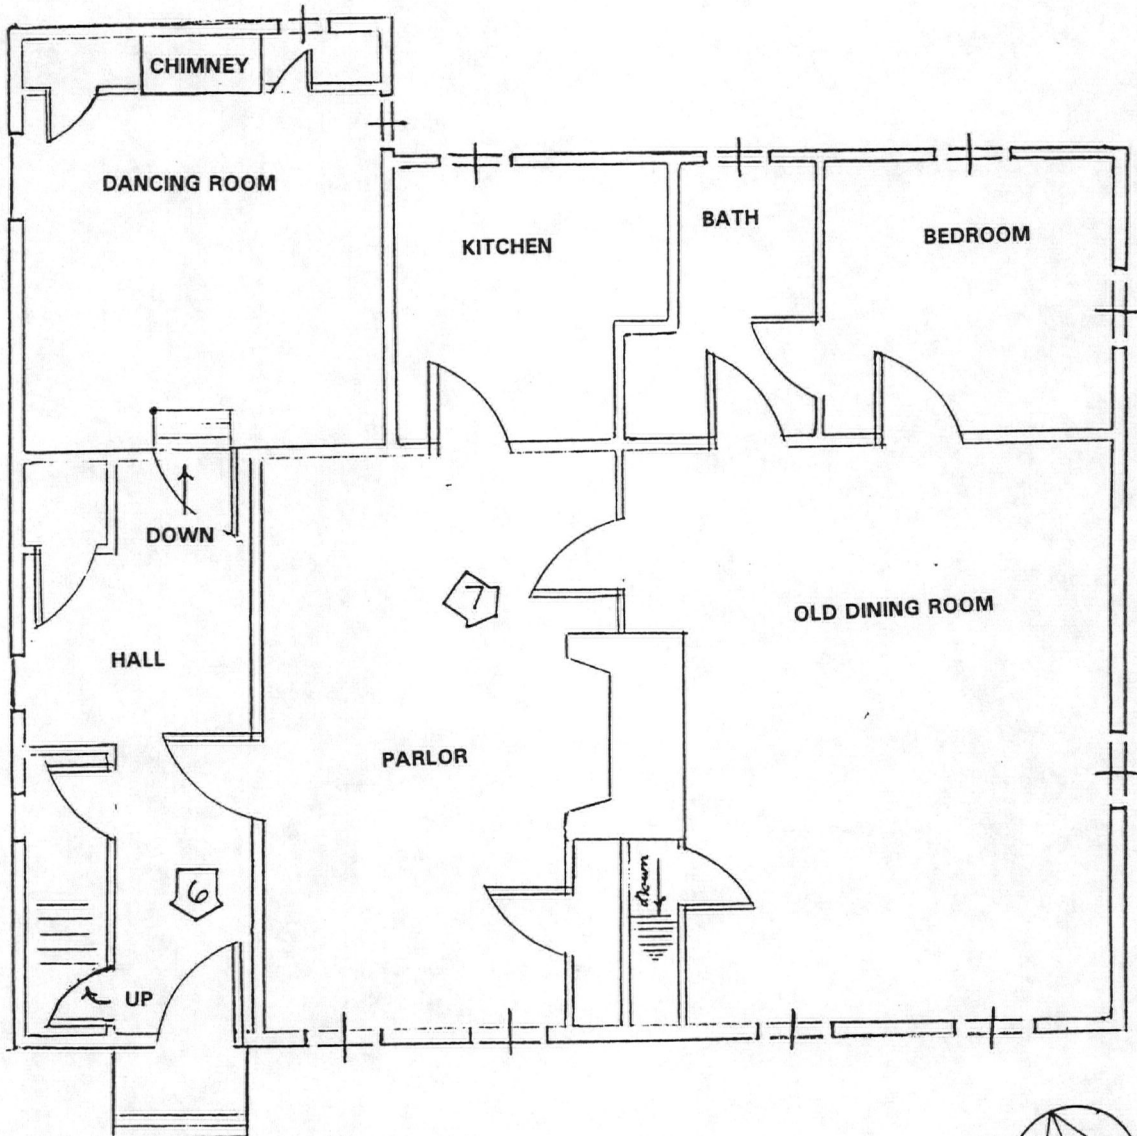 CHIMNEY
DANCING ROOM
KITCHEN
BATH
BEDROOM
DOWN
7
OLD DINING ROOM
HALL
PARLOR
down
6
UP